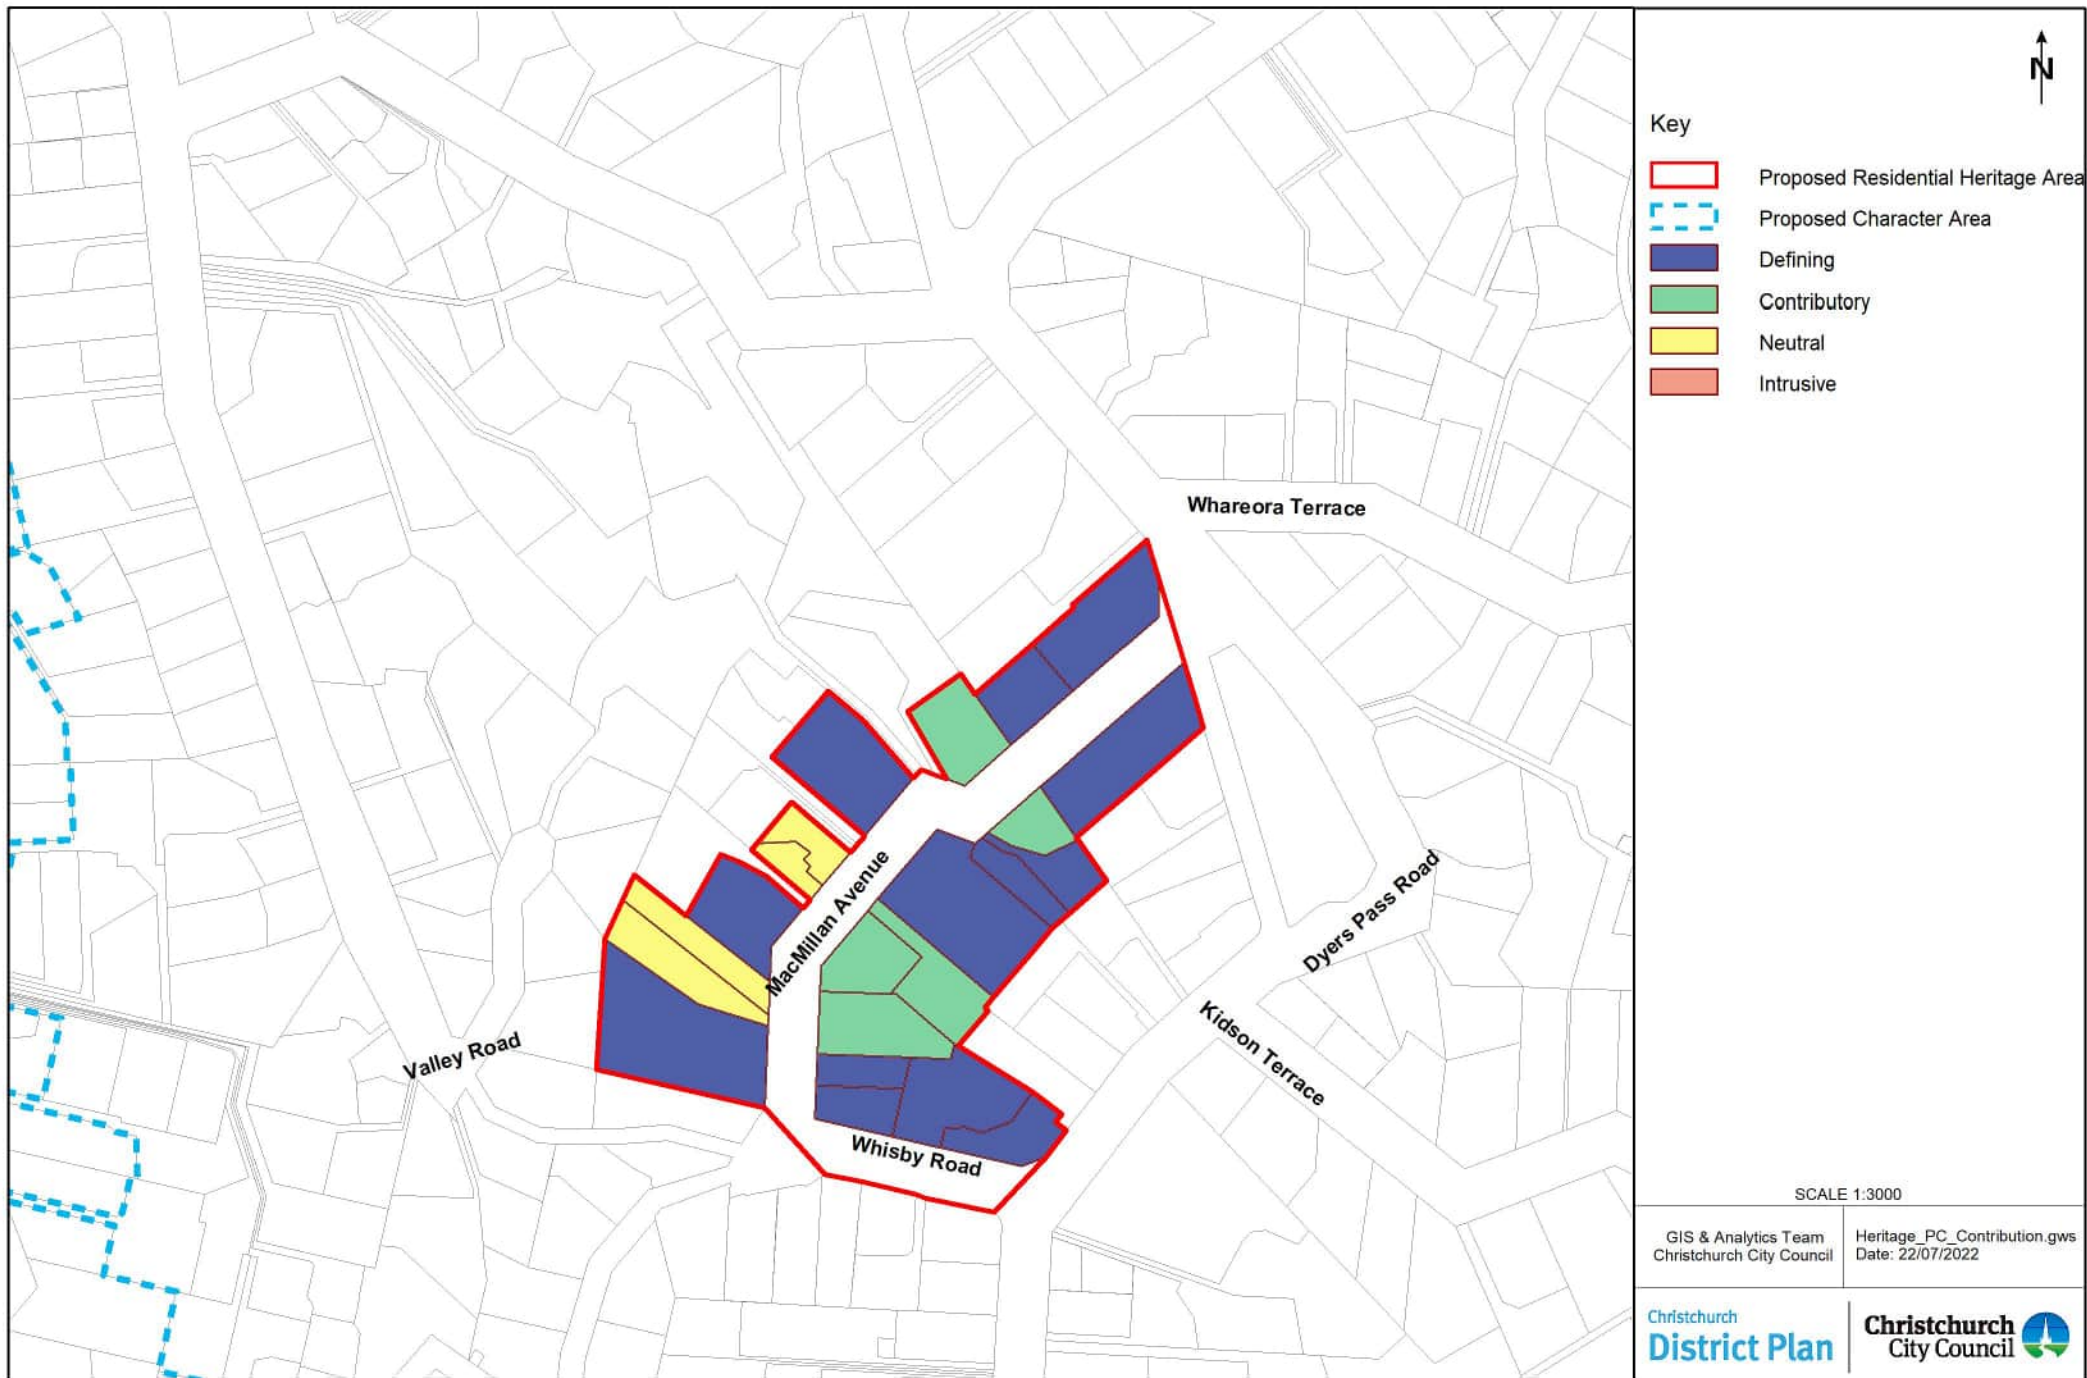 N
Key
Proposed Residential Heritage Area
Proposed Character Area
Defining
Contributory
Neutral
Intrusive
Whareora Terrace
MacMillan Avenue
Dyers Pass Road
Kidson Terrace
Valley Road
Whisby Road
SCALE 1:3000
GIS & Analytics Team
Christchurch City Council
Heritage_PC_Contribution.gws
Date: 22/07/2022
Christchurch
District Plan
Christchurch
City Council